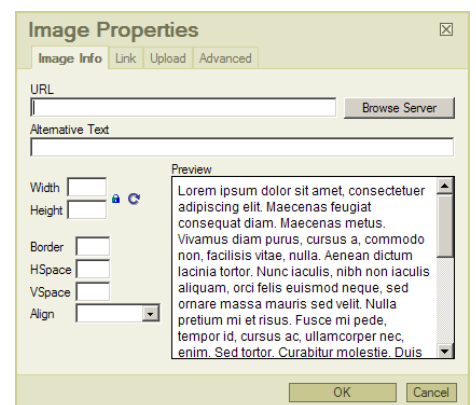 Image Properties
Image Info Link Upload Advanced
URL
Browse Server
Alternative Text
Preview
Width
Height
Border
HSpace
VSpace
Align
Lorem ipsum dolor sit amet, consectetuer
adipiscing elit. Maecenas feugiat
consequat diam. Maecenas metus.
Vivamus diam purus, cursus a, commodo
non, facilisis vitae, nulla. Aenean dictum
lacinia tortor. Nunc iaculis, nibh non iaculis
aliquam, orci felis euismod neque, sed
ornare massa mauris sed velit. Nulla
pretium mi et risus. Fusce mi pede,
tempor id, cursus ac, ullamcorper nec,
enim. Sed tortor. Curabitur molestie. Duis
OK Cancel